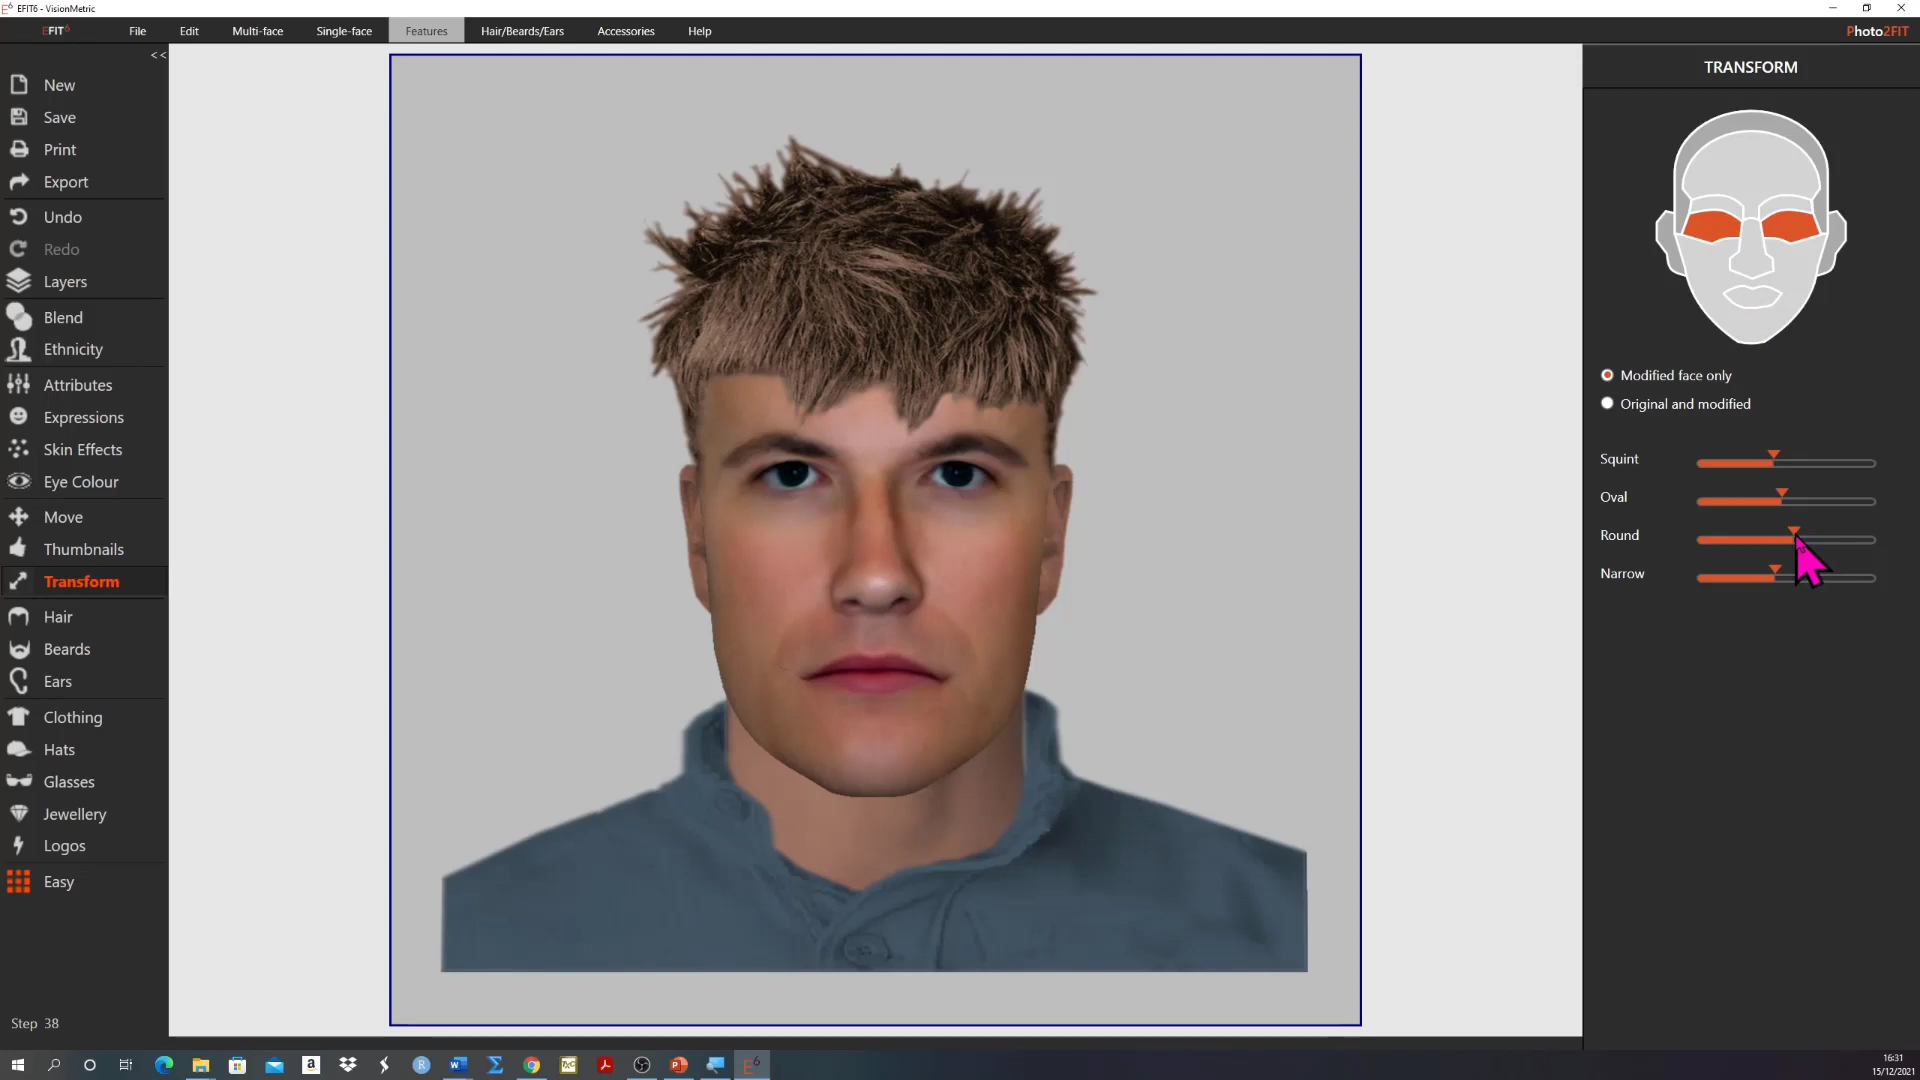 EFIT6 - VisionMetric
EFIT6 File Edit Multi-face Single-face Features Hair/Beards/Ears Accessories Help Photo2FIT
<<
New
Save
Print
Export
Undo
Redo
Layers
Blend
Ethnicity
Attributes
Expressions
Skin Effects
Eye Colour
Move
Thumbnails
Transform
Hair
Beards
Ears
Clothing
Hats
Glasses
Jewellery
Logos
Easy
Step 38
TRANSFORM
Modified face only
Original and modified
Squint
Oval
Round
Narrow
16:31
15/12/2021